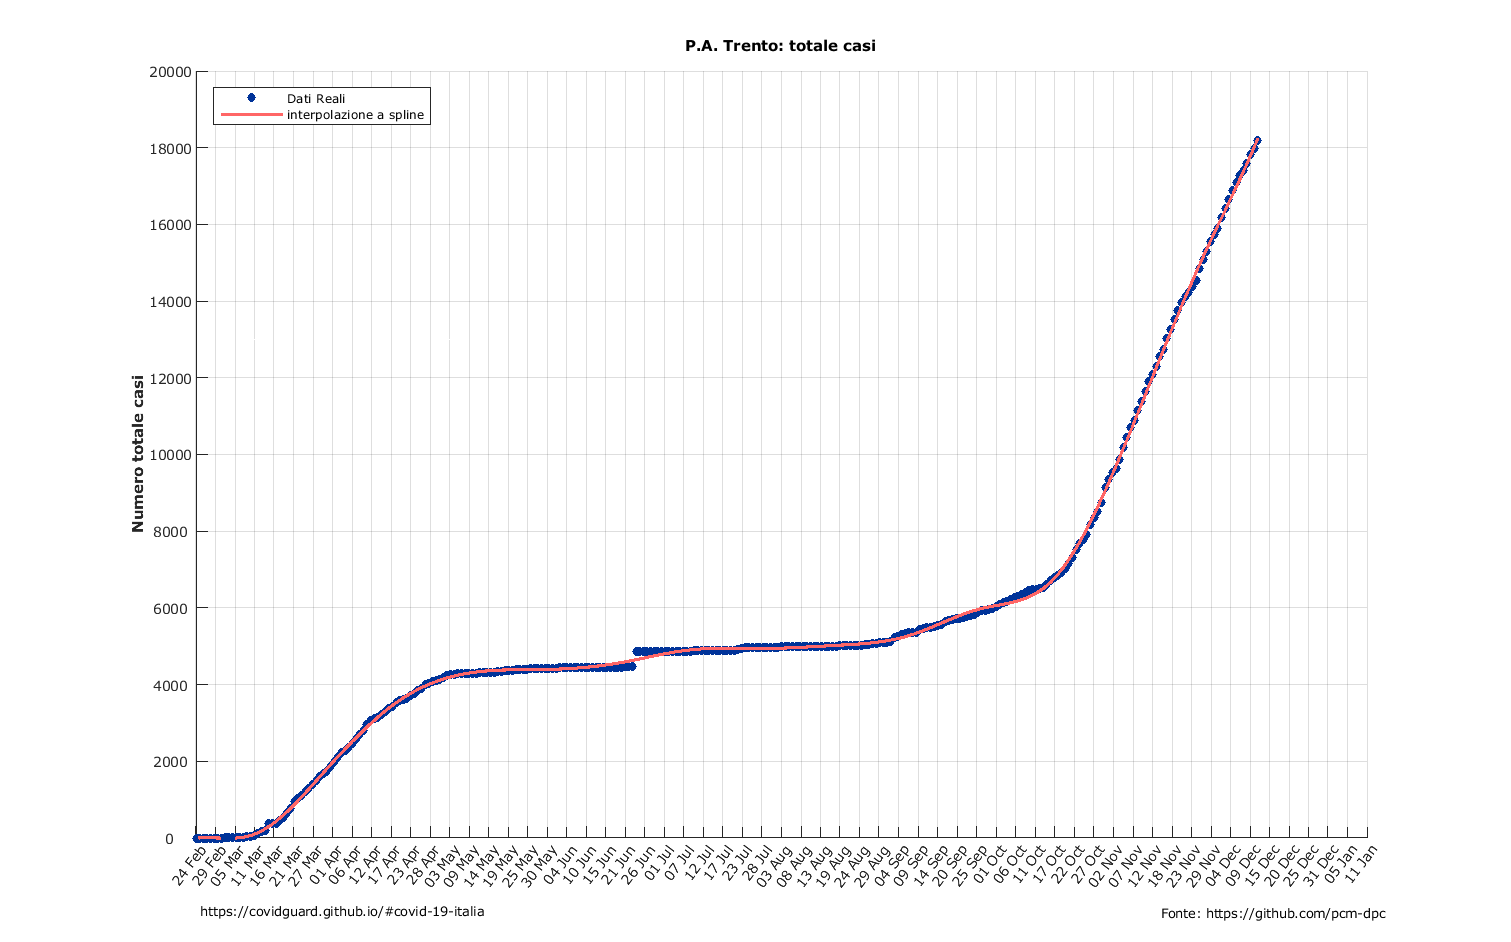 P.A. Trento: totale casi
Dati Reali
interpolazione a spline
Numero totale casi
20000
18000
16000
14000
12000
10000
8000
6000
4000
2000
0
24 Feb
29 Feb
05 Mar
11 Mar
16 Mar
21 Mar
27 Mar
01 Apr
06 Apr
12 Apr
17 Apr
23 Apr
28 Apr
03 May
09 May
14 May
19 May
25 May
30 May
04 Jun
10 Jun
15 Jun
21 Jun
26 Jun
01 Jul
07 Jul
12 Jul
17 Jul
23 Jul
28 Jul
03 Aug
08 Aug
13 Aug
19 Aug
24 Aug
29 Aug
04 Sep
09 Sep
14 Sep
20 Sep
25 Sep
01 Oct
06 Oct
11 Oct
17 Oct
22 Oct
27 Oct
02 Nov
07 Nov
12 Nov
18 Nov
23 Nov
29 Nov
04 Dec
09 Dec
15 Dec
20 Dec
25 Dec
31 Dec
05 Jan
11 Jan
https://covidguard.github.io/#covid-19-italia
Fonte: https://github.com/pcm-dpc